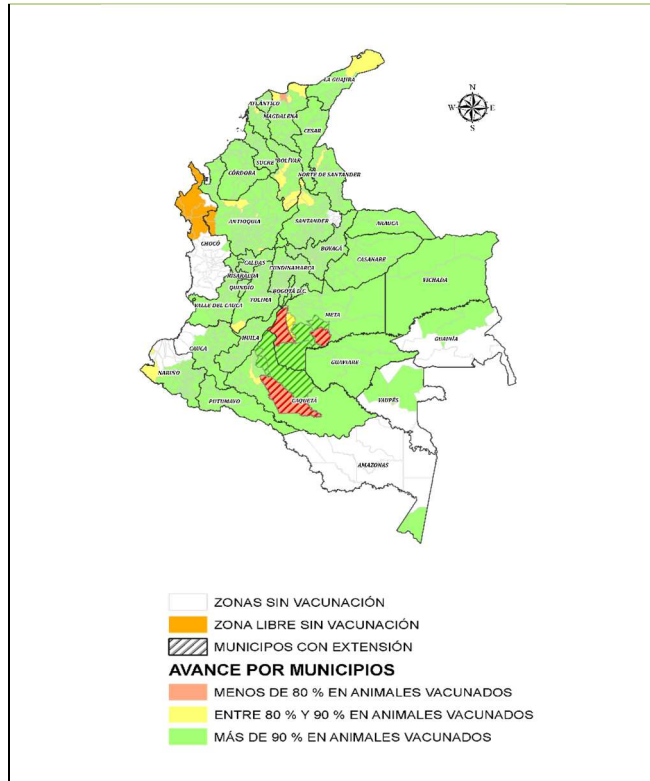 LA GUAJIRA
N
W E
S
ATLÁNTICO
MAGDALENA
CESAR
SUCRE
BOLÍVAR
NORTE DE SANTANDER
CÓRDOBA
ANTIOQUIA
SANTANDER
ARAUCA
CHOCÓ
BOYACÁ
CASANARE
CALDAS
CUNDINAMARCA
VICHADA
RISARALDA
QUINDÍO
BOGOTÁ D.C.
TOLIMA
VALLE DEL CAUCA
META
GUAINÍA
HUILA
CAUCA
GUAVIARE
NARIÑO
CAQUETÁ
VAUPÉS
PUTUMAYO
AMAZONAS
ZONAS SIN VACUNACIÓN
ZONA LIBRE SIN VACUNACIÓN
MUNICIPOS CON EXTENSIÓN
AVANCE POR MUNICIPIOS
MENOS DE 80 % EN ANIMALES VACUNADOS
ENTRE 80 % Y 90 % EN ANIMALES VACUNADOS
MÁS DE 90 % EN ANIMALES VACUNADOS